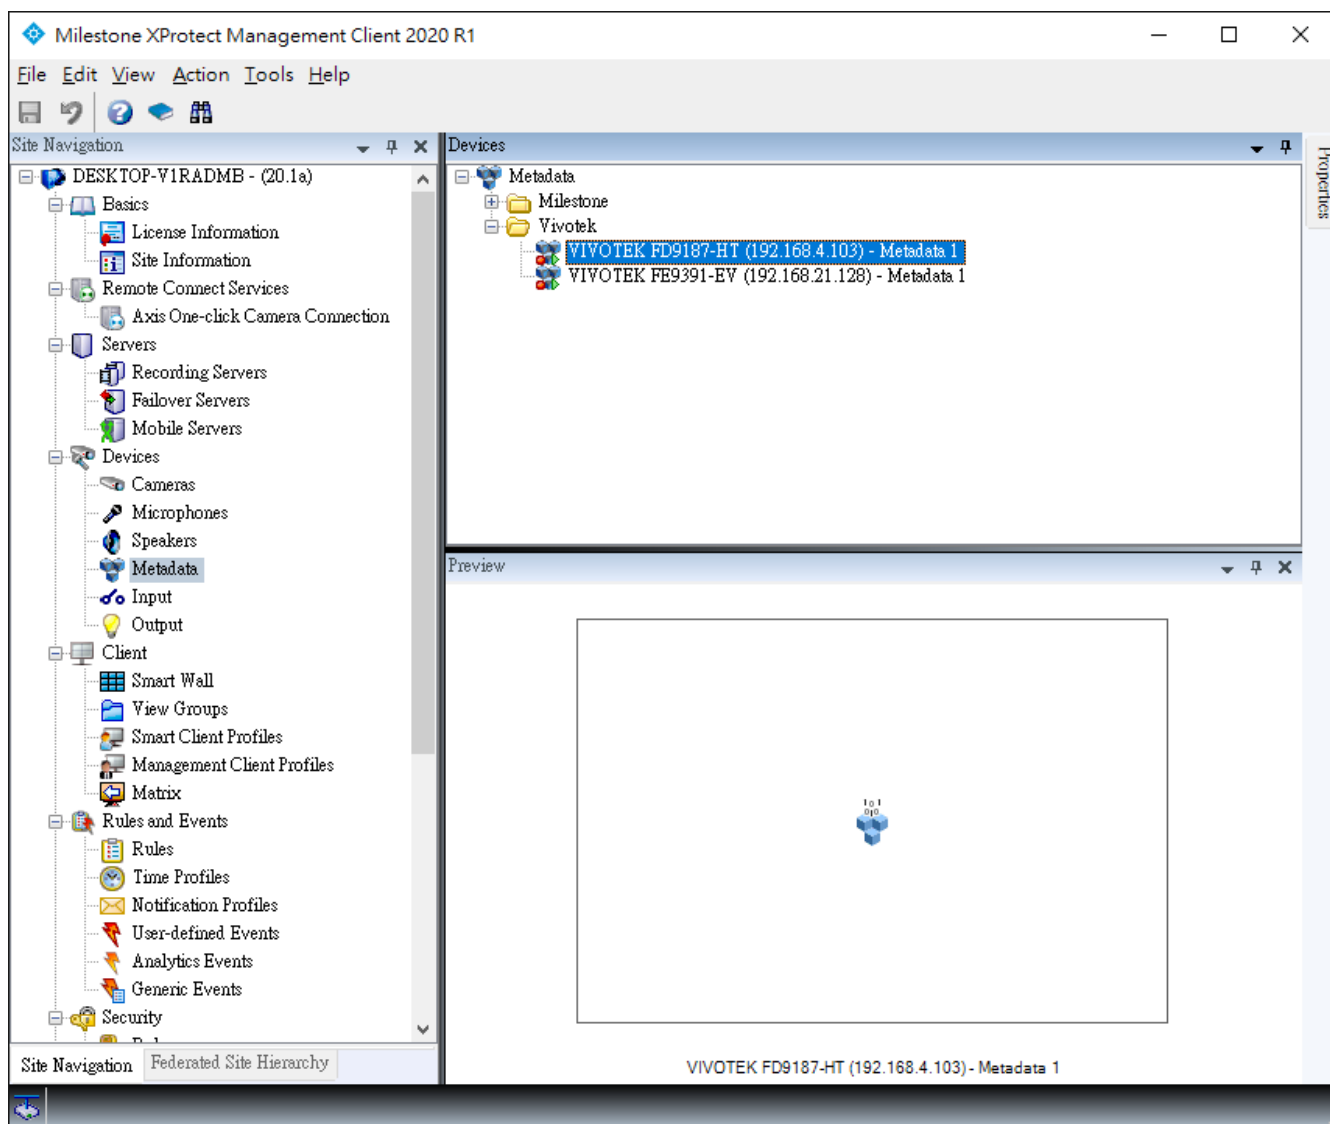 Milestone XProtect Management Client 2020 R1
File Edit View Action Tools Help
Site Navigation
DESKTOP-V1RADMB - (20.1a)
Basics
License Information
Site Information
Remote Connect Services
Axis One-click Camera Connection
Servers
Recording Servers
Failover Servers
Mobile Servers
Devices
Cameras
Microphones
Speakers
Metadata
Input
Output
Client
Smart Wall
View Groups
Smart Client Profiles
Management Client Profiles
Matrix
Rules and Events
Rules
Time Profiles
Notification Profiles
User-defined Events
Analytics Events
Generic Events
Security
Site Navigation
Federated Site Hierarchy
Devices
Metadata
Milestone
Vivotek
VIVOTEK FD9187-HT (192.168.4.103) - Metadata 1
VIVOTEK FE9391-EV (192.168.21.128) - Metadata 1
Preview
101
010
VIVOTEK FD9187-HT (192.168.4.103) - Metadata 1
Properties